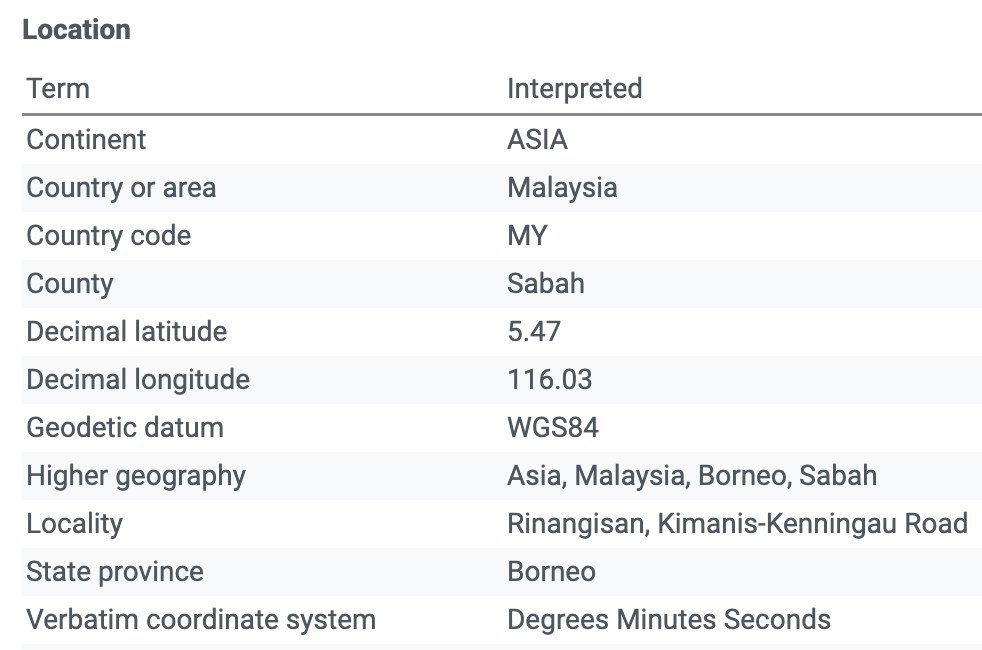 Location
Term Interpreted
Continent ASIA
Country or area Malaysia
Country code MY
County Sabah
Decimal latitude 5.47
Decimal longitude 116.03
Geodetic datum WGS84
Higher geography Asia, Malaysia, Borneo, Sabah
Locality Rinangisan, Kimanis-Kenningau Road
State province Borneo
Verbatim coordinate system Degrees Minutes Seconds